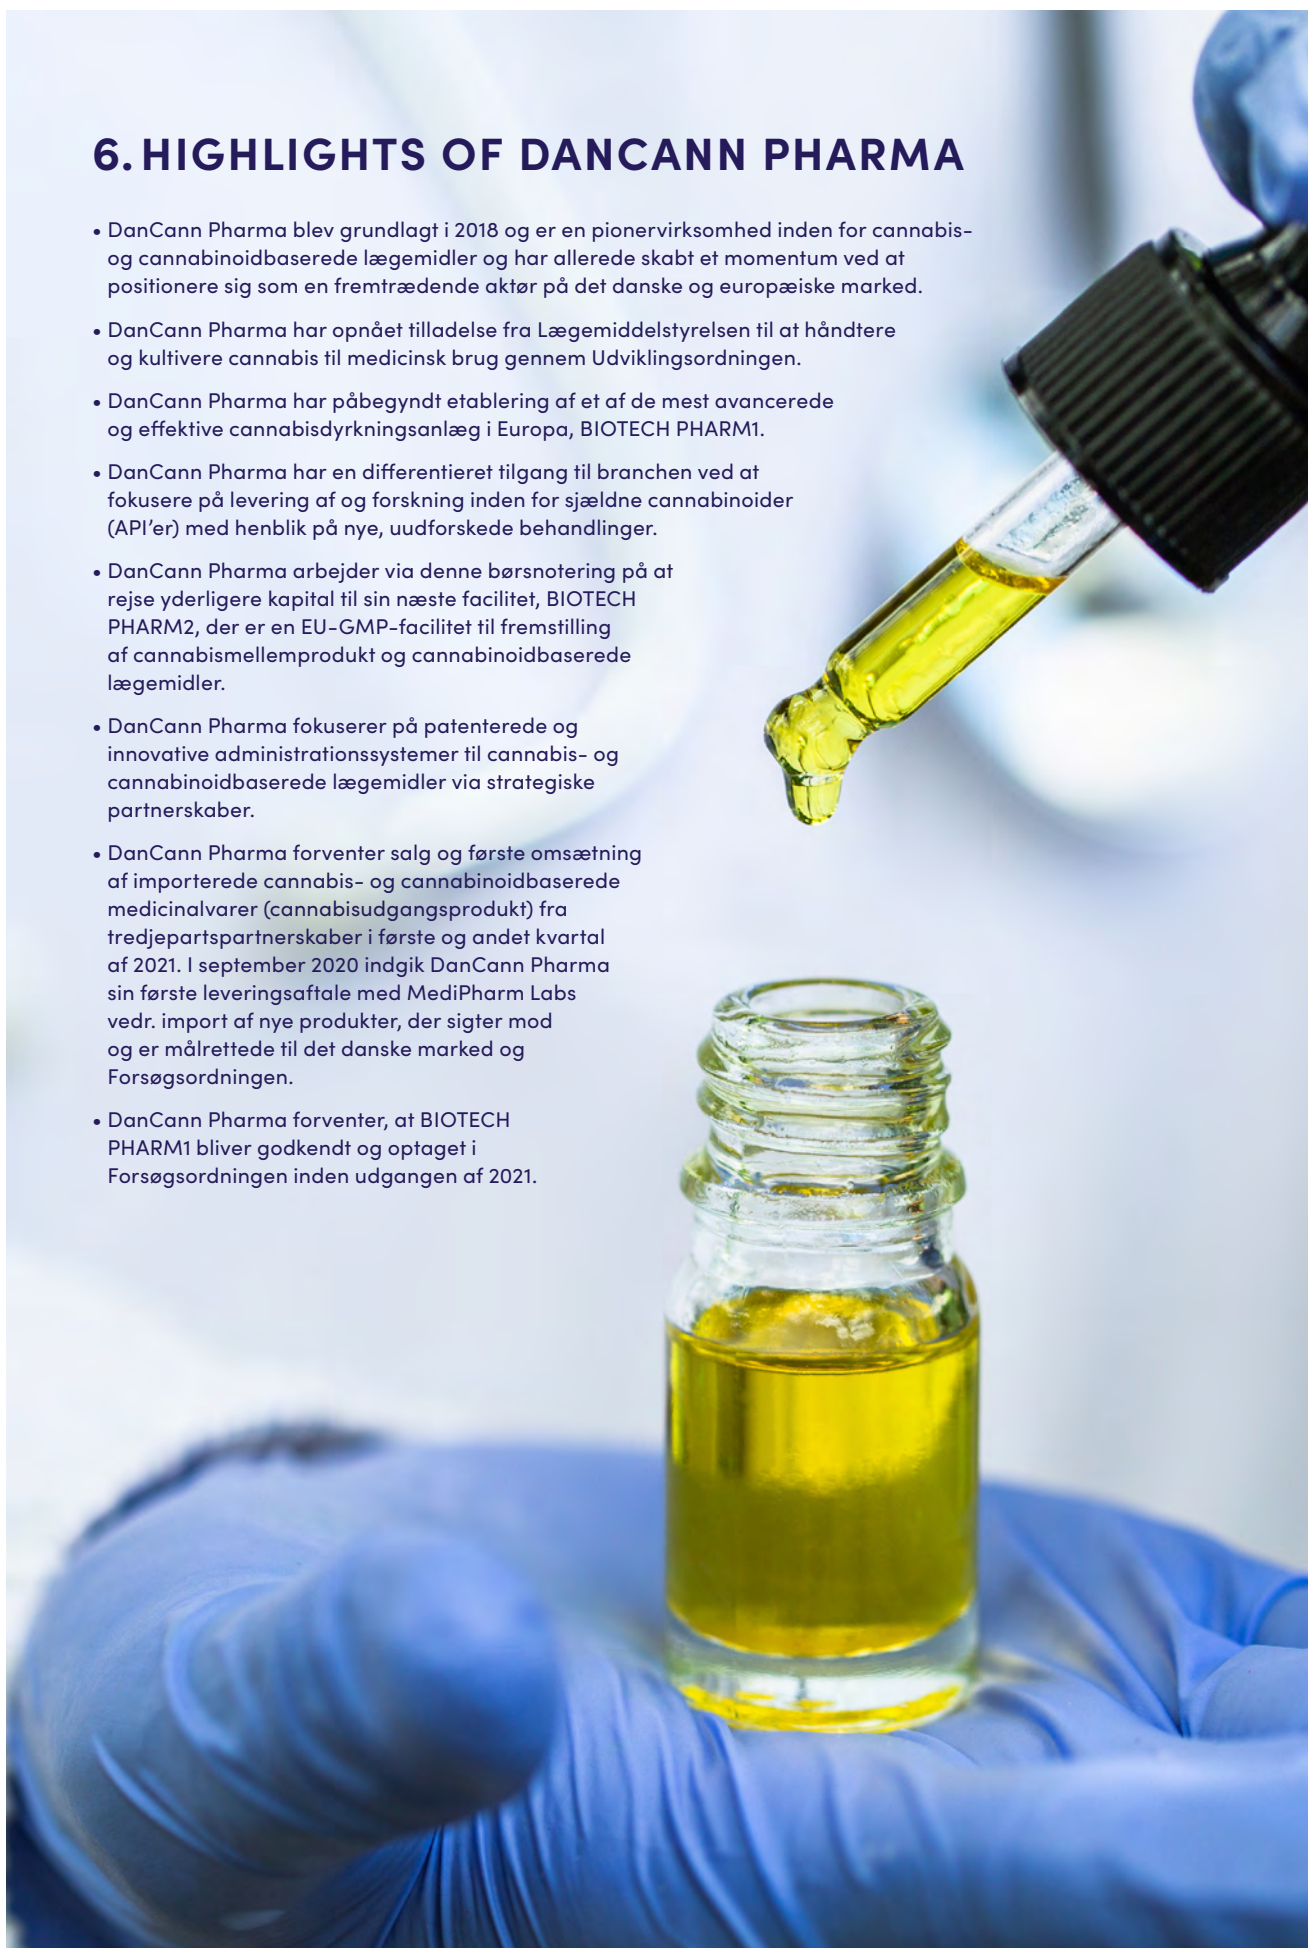 6. HIGHLIGHTS OF DANCANN PHARMA
• DanCann Pharma blev grundlagt i 2018 og er en pionervirksomhed inden for cannabis-
og cannabinoidbaserede lægemidler og har allerede skabt et momentum ved at
positionere sig som en fremtrædende aktør på det danske og europæiske marked.
• DanCann Pharma har opnået tilladelse fra Lægemiddelstyrelsen til at håndtere
og kultivere cannabis til medicinsk brug gennem Udviklingsordningen.
• DanCann Pharma har påbegyndt etablering af et af de mest avancerede
og effektive cannabisdyrkningsanlæg i Europa, BIOTECH PHARM1.
• DanCann Pharma har en differentieret tilgang til branchen ved at
fokusere på levering af og forskning inden for sjældne cannabinoider
(API’er) med henblik på nye, uudforskede behandlinger.
• DanCann Pharma arbejder via denne børsnotering på at
rejse yderligere kapital til sin næste facilitet, BIOTECH
PHARM2, der er en EU-GMP-facilitet til fremstilling
af cannabismellemprodukt og cannabinoidbaserede
lægemidler.
• DanCann Pharma fokuserer på patenterede og
innovative administrationssystemer til cannabis- og
cannabinoidbaserede lægemidler via strategiske
partnerskaber.
• DanCann Pharma forventer salg og første omsætning
af importerede cannabis- og cannabinoidbaserede
medicinalvarer (cannabisudgangsprodukt) fra
tredjepartspartnerskaber i første og andet kvartal
af 2021. I september 2020 indgik DanCann Pharma
sin første leveringsaftale med MediPharm Labs
vedr. import af nye produkter, der sigter mod
og er målrettede til det danske marked og
Forsøgsordningen.
• DanCann Pharma forventer, at BIOTECH
PHARM1 bliver godkendt og optaget i
Forsøgsordningen inden udgangen af 2021.